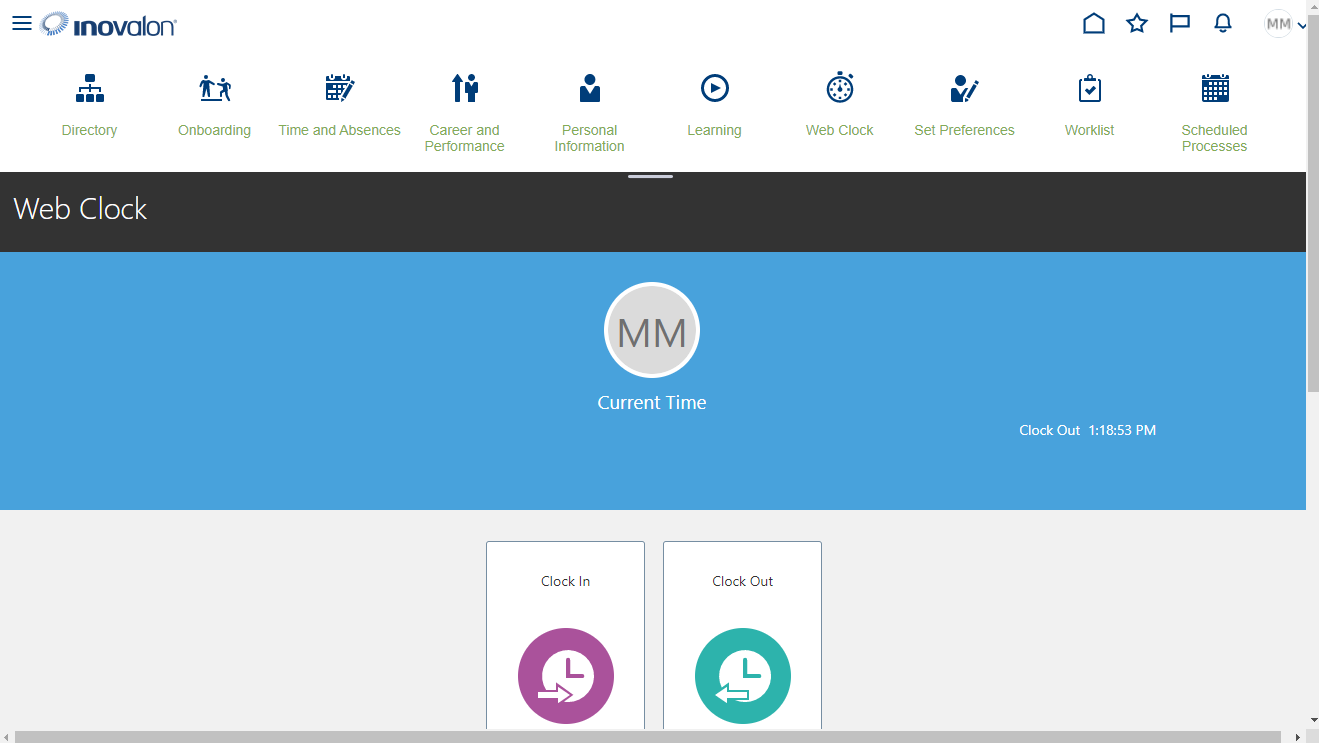 inovalon
MM
Directory
Onboarding
Time and Absences
Career and
Performance
Personal
Information
Learning
Web Clock
Set Preferences
Worklist
Scheduled
Processes
Web Clock
MM
Current Time
Clock Out 1:18:53 PM
Clock In
Clock Out